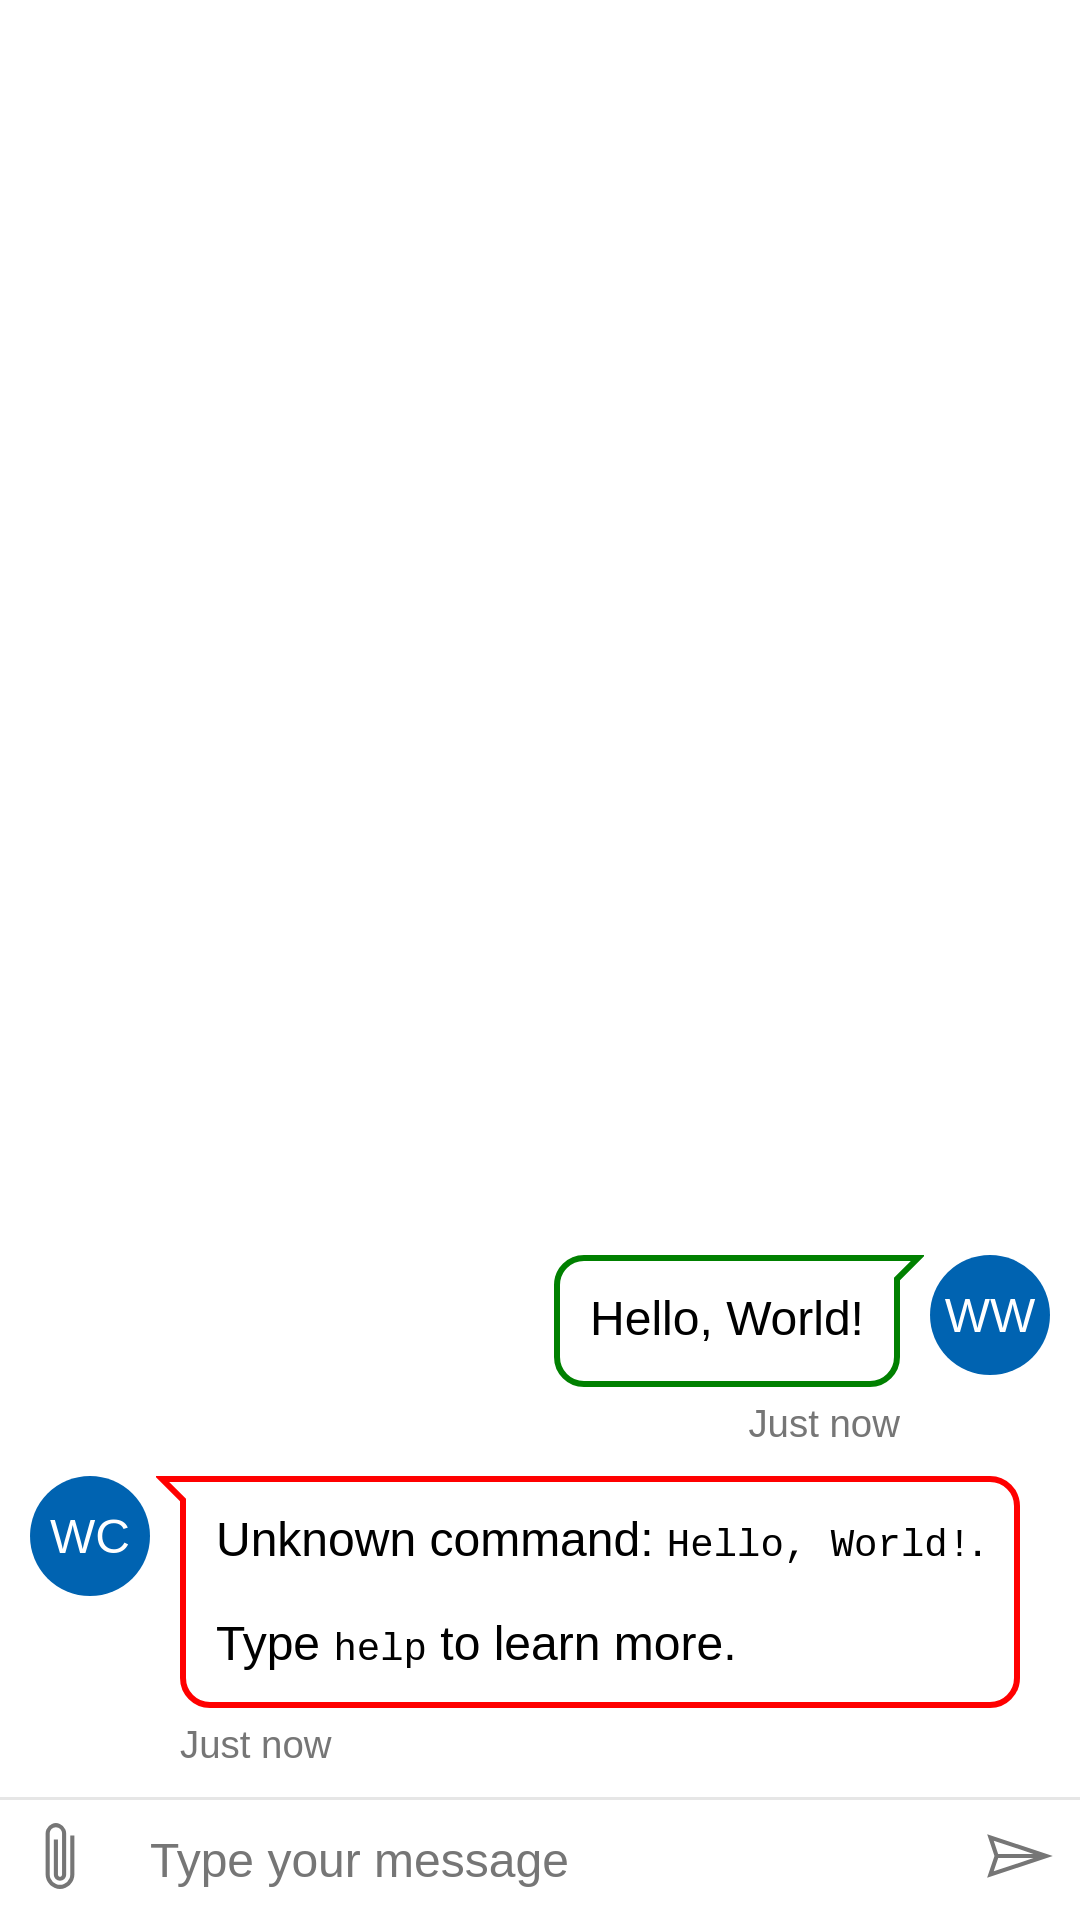 Hello, World!
WW
Just now
WC
Unknown command: Hello, World!.
Type help to learn more.
Just now
Type your message